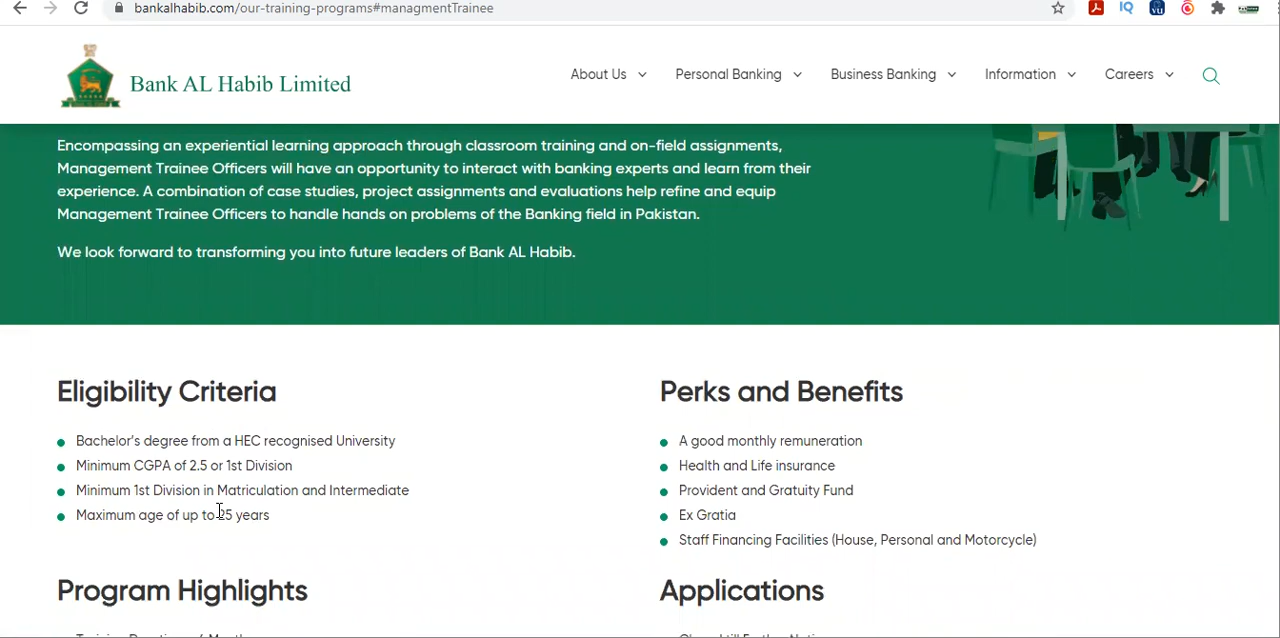 bankalhabib.com/our-training-programs#managmentTrainee
IQ
VU
Bank AL Habib Limited
About Us
Personal Banking
Business Banking
Information
Careers
Encompassing an experiential learning approach through classroom training and on-field assignments,
Management Trainee Officers will have an opportunity to interact with banking experts and learn from their
experience. A combination of case studies, project assignments and evaluations help refine and equip
Management Trainee Officers to handle hands on problems of the Banking field in Pakistan.
We look forward to transforming you into future leaders of Bank AL Habib.
Eligibility Criteria
Bachelor's degree from a HEC recognised University
Minimum CGPA of 2.5 or 1st Division
Minimum 1st Division in Matriculation and Intermediate
Maximum age of up to 25 years
Perks and Benefits
A good monthly remuneration
Health and Life insurance
Provident and Gratuity Fund
Ex Gratia
Staff Financing Facilities (House, Personal and Motorcycle)
Program Highlights
Applications